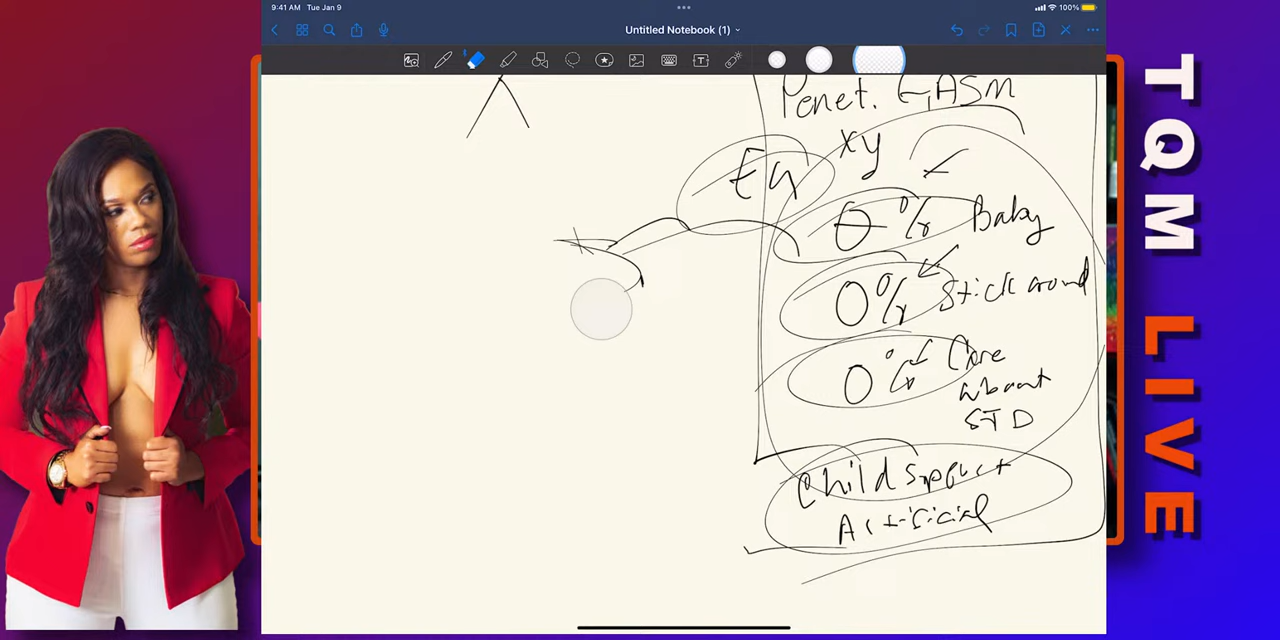 9:41 AM Tue Jan 9
100%
Untitled Notebook (1)
T
Penet. GASM
xy
Eq
0% Baby
0% Stick around
0% Care
about
STD
Child Support
Artificial
TQM LIVE